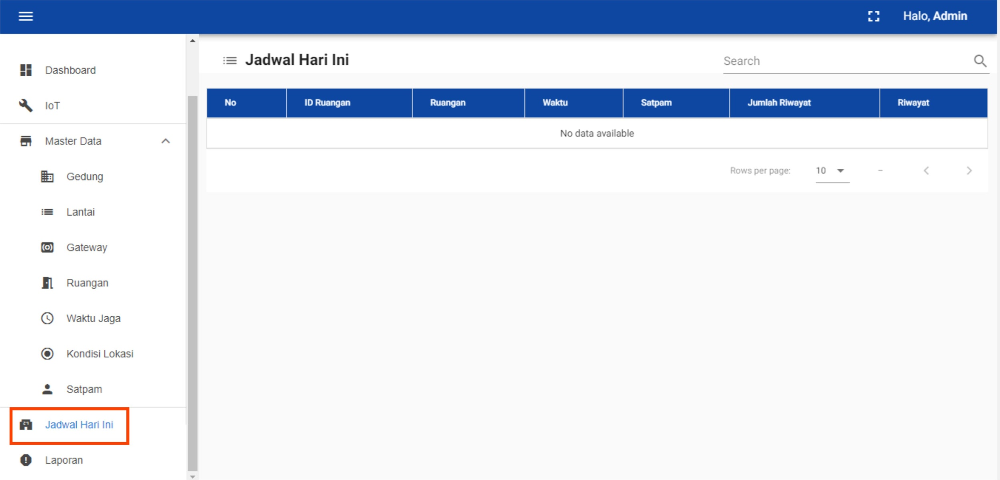 Halo, Admin
Dashboard
IoT
Master Data
Gedung
Lantai
Gateway
Ruangan
Waktu Jaga
Kondisi Lokasi
Satpam
Jadwal Hari Ini
Laporan
Jadwal Hari Ini
Search
No ID Ruangan Ruangan Waktu Satpam Jumlah Riwayat Riwayat
No data available
Rows per page: 10 –